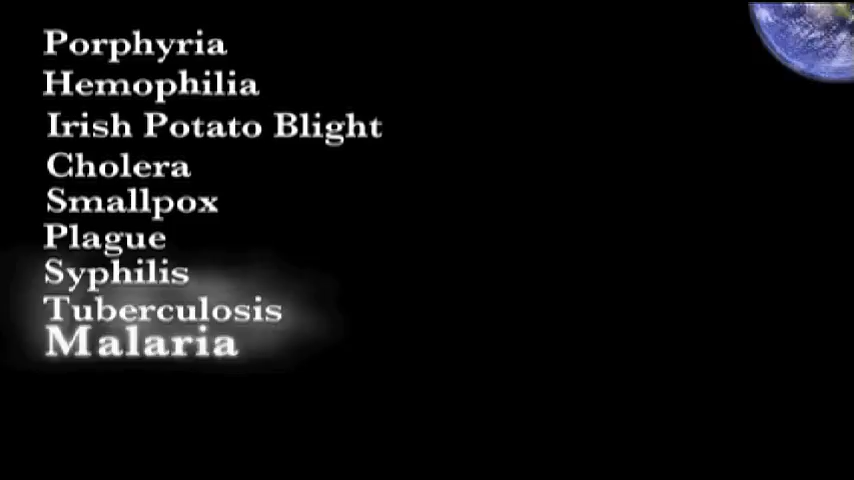 Porphyria
Hemophilia
Irish Potato Blight
Cholera
Smallpox
Plague
Syphilis
Tuberculosis
Malaria